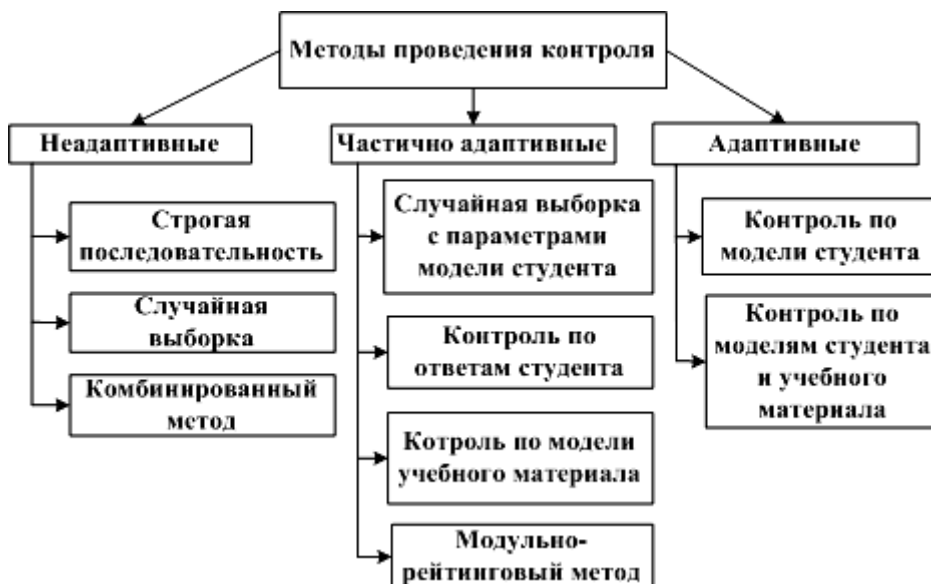 Методы проведения контроля
Неадаптивные
Частично адаптивные
Адаптивные
Строгая
последовательность
Случайная
выборка
Комбинированный
метод
Случайная выборка
с параметрами
модели студента
Контроль по
ответам студента
Котроль по модели
учебного материала
Модульно-
рейтинговый метод
Контроль по
модели студента
Контроль по
моделям студента
и учебного
материала